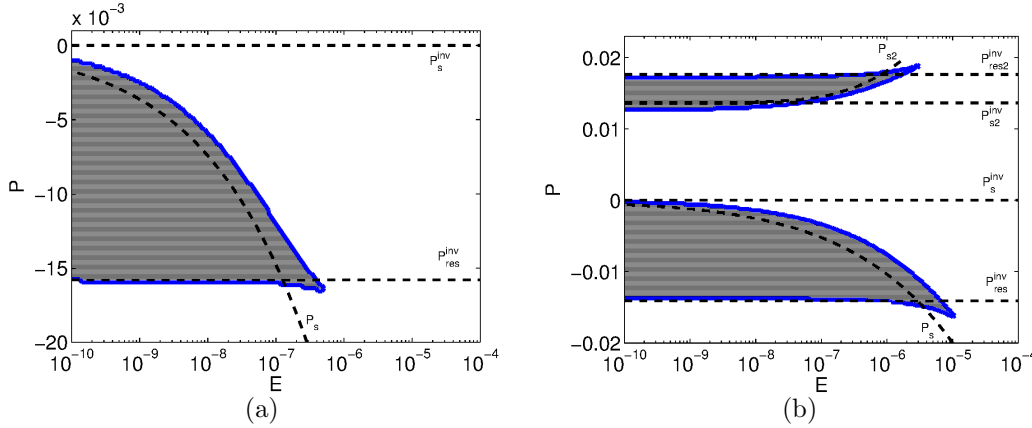 x 10⁻³
0
−5
−10
−15
−20
P
P_s^inv
P_res^inv
P_s
10⁻¹⁰ 10⁻⁹ 10⁻⁸ 10⁻⁷ 10⁻⁶ 10⁻⁵ 10⁻⁴
E
(a)
0.02
0.01
0
−0.01
−0.02
P
P_s2
P_res2^inv
P_s2^inv
P_s^inv
P_res^inv
P_s
10⁻¹⁰ 10⁻⁹ 10⁻⁸ 10⁻⁷ 10⁻⁶ 10⁻⁵ 10⁻⁴
E
(b)